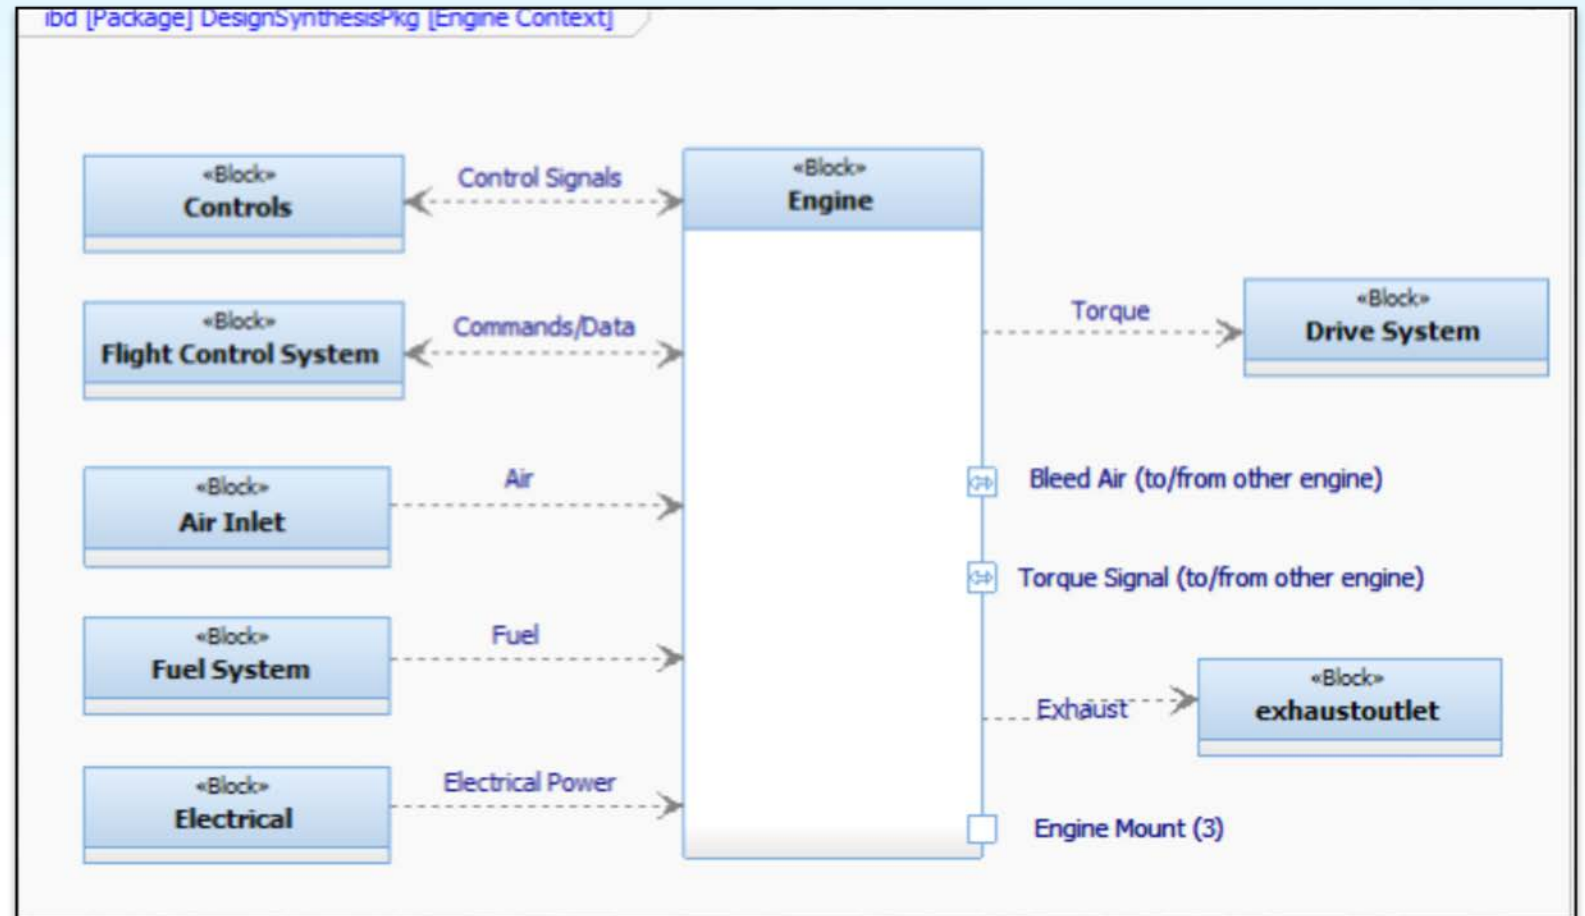 ibd [Package] DesignSynthesisPkg [Engine Context]
«Block»
Controls
Control Signals
«Block»
Engine
«Block»
Flight Control System
Commands/Data
Torque
«Block»
Drive System
«Block»
Air Inlet
Air
Bleed Air (to/from other engine)
Torque Signal (to/from other engine)
«Block»
Fuel System
Fuel
Exhaust
«Block»
exhaustoutlet
«Block»
Electrical
Electrical Power
Engine Mount (3)